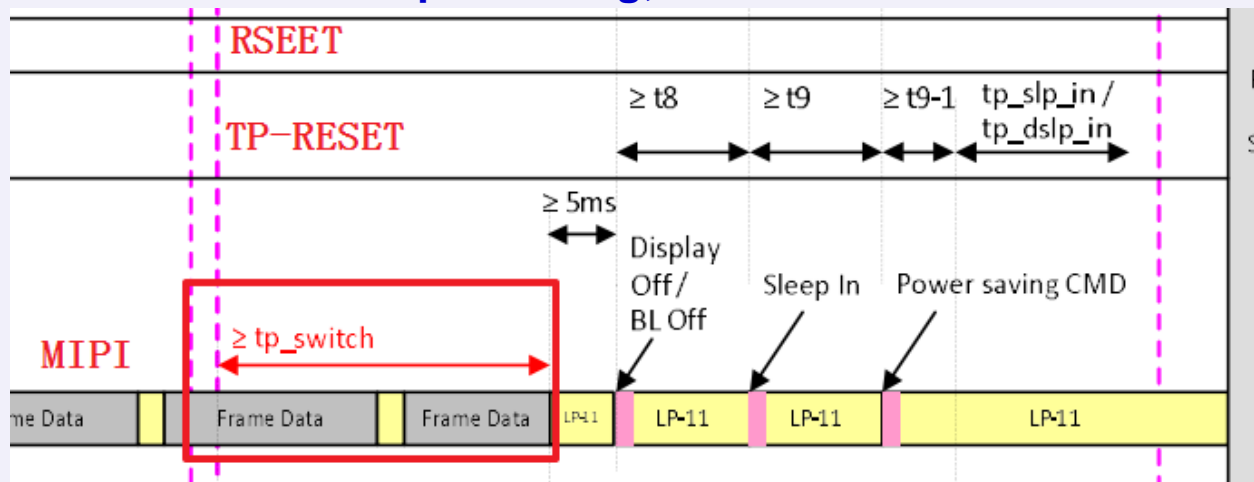 RSEET
≥ t8
≥ t9
≥ t9-1
tp_slp_in /
tp_dslp_in
TP-RESET
≥ 5ms
Display
Off/
BL Off
Sleep In
Power saving CMD
≥ tp_switch
MIPI
me Data
Frame Data
Frame Data
LP-11
LP-11
LP-11
LP-11